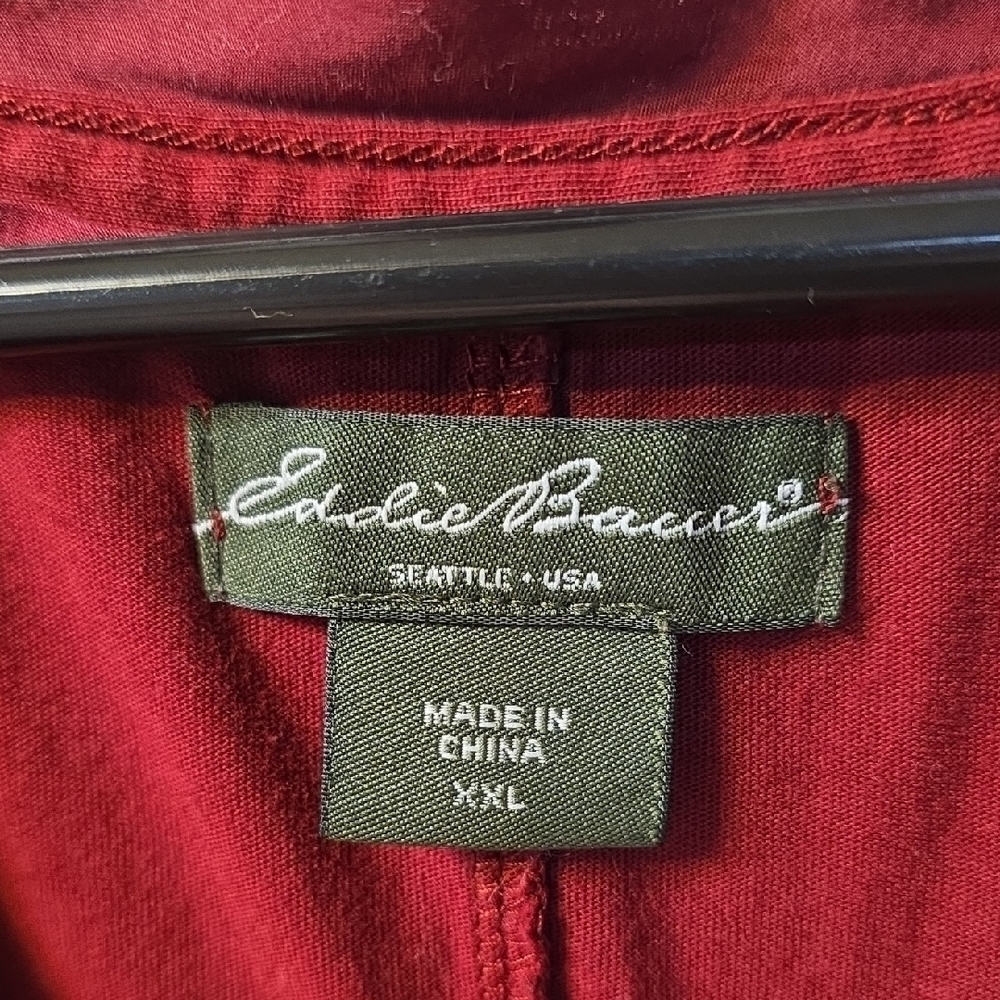 Eddie Bauer®
SEATTLE • USA
MADE IN
CHINA
XXL